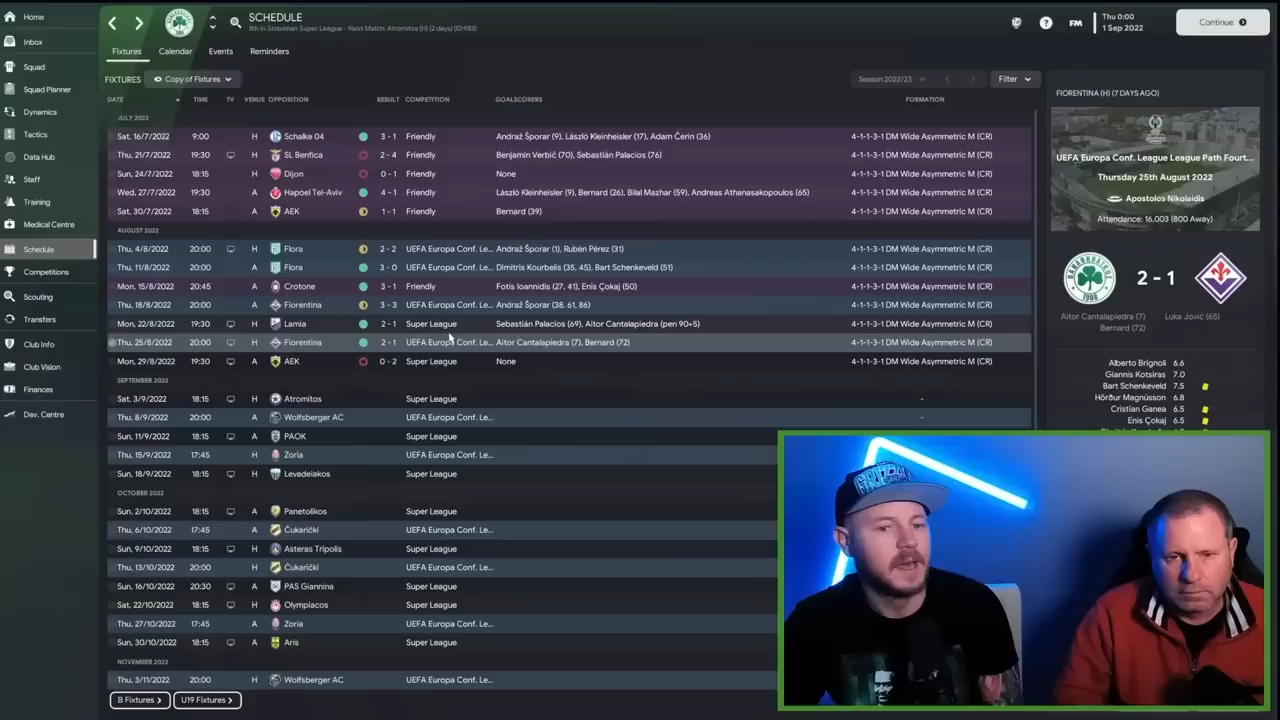 Home
Inbox
Squad
Squad Planner
Dynamics
Tactics
Data Hub
Staff
Training
Medical Centre
Schedule
Competitions
Scouting
Transfers
Club Info
Club Vision
Finances
Dev. Centre
SCHEDULE
8th in Stoiximan Super League - Next Match: Atromitos (H) (2 days) (ID:983)
FM
Thu 0:00
1 Sep 2022
Continue
Fixtures Calendar Events Reminders
FIXTURES Copy of Fixtures Season 2022/23 Filter
DATE TIME TV VENUE OPPOSITION RESULT COMPETITION GOALSCORERS FORMATION
JULY 2022
Sat, 16/7/2022 9:00 H Schalke 04 3 - 1 Friendly Andraž Šporar (9), László Kleinheisler (17), Adam Čerin (36) 4-1-1-3-1 DM Wide Asymmetric M (CR)
Thu, 21/7/2022 19:30 H SL Benfica 2 - 4 Friendly Benjamin Verbič (70), Sebastián Palacios (76) 4-1-1-3-1 DM Wide Asymmetric M (CR)
Sun, 24/7/2022 18:15 H Dijon 0 - 1 Friendly None 4-1-1-3-1 DM Wide Asymmetric M (CR)
Wed, 27/7/2022 19:30 A Hapoel Tel-Aviv 4 - 1 Friendly László Kleinheisler (9), Bernard (26), Bilal Mazhar (59), Andreas Athanasakopoulos (65) 4-1-1-3-1 DM Wide Asymmetric M (CR)
Sat, 30/7/2022 18:15 A AEK 1 - 1 Friendly Bernard (39) 4-1-1-3-1 DM Wide Asymmetric M (CR)
AUGUST 2022
Thu, 4/8/2022 20:00 H Flora 2 - 2 UEFA Europa Conf. Le... Andraž Šporar (1), Rubén Pérez (31) 4-1-1-3-1 DM Wide Asymmetric M (CR)
Thu, 11/8/2022 20:00 A Flora 3 - 0 UEFA Europa Conf. Le... Dimitris Kourbelis (35, 45), Bart Schenkeveld (51) 4-1-1-3-1 DM Wide Asymmetric M (CR)
Mon, 15/8/2022 20:45 A Crotone 3 - 1 Friendly Fotis Ioannidis (27, 41), Enis Çokaj (50) 4-1-1-3-1 DM Wide Asymmetric M (CR)
Thu, 18/8/2022 20:00 A Fiorentina 3 - 3 UEFA Europa Conf. Le... Andraž Šporar (38, 61, 86) 4-1-1-3-1 DM Wide Asymmetric M (CR)
Mon, 22/8/2022 19:30 H Lamia 2 - 1 Super League Sebastián Palacios (69), Aitor Cantalapiedra (pen 90+5) 4-1-1-3-1 DM Wide Asymmetric M (CR)
Thu, 25/8/2022 20:00 H Fiorentina 2 - 1 UEFA Europa Conf. Le... Aitor Cantalapiedra (7), Bernard (72) 4-1-1-3-1 DM Wide Asymmetric M (CR)
Mon, 29/8/2022 19:30 A AEK 0 - 2 Super League None 4-1-1-3-1 DM Wide Asymmetric M (CR)
SEPTEMBER 2022
Sat, 3/9/2022 18:15 H Atromitos Super League -
Thu, 8/9/2022 20:00 A Wolfsberger AC UEFA Europa Conf. Le... -
Sun, 11/9/2022 18:15 A PAOK Super League
Thu, 15/9/2022 17:45 H Zoria UEFA Europa Conf. Le...
Sun, 18/9/2022 18:15 H Levadeiakos Super League
OCTOBER 2022
Sun, 2/10/2022 18:15 A Panetolikos Super League
Thu, 6/10/2022 17:45 A Čukarički UEFA Europa Conf. Le...
Sun, 9/10/2022 18:15 H Asteras Tripolis Super League
Thu, 13/10/2022 20:00 H Čukarički UEFA Europa Conf. Le...
Sun, 16/10/2022 20:30 A PAS Giannina Super League
Sat, 22/10/2022 18:15 H Olympiacos Super League
Thu, 27/10/2022 17:45 A Zoria UEFA Europa Conf. Le...
Sun, 30/10/2022 18:15 A Aris Super League
NOVEMBER 2022
Thu, 3/11/2022 20:00 H Wolfsberger AC UEFA Europa Conf. Le...
B Fixtures > U19 Fixtures >
FIORENTINA (H) (7 DAYS AGO)
UEFA Europa Conf. League League Path Fourt...
Thursday 25th August 2022
Apostolos Nikolaidis
Attendance: 16,003 (800 Away)
2 - 1
Aitor Cantalapiedra (7) Luka Jović (65)
Bernard (72)
Alberto Brignoli 6.6
Giannis Kotsiras 7.0
Bart Schenkeveld 7.5
Hörður Magnússon 6.8
Cristian Ganea 6.5
Enis Çokaj 6.5